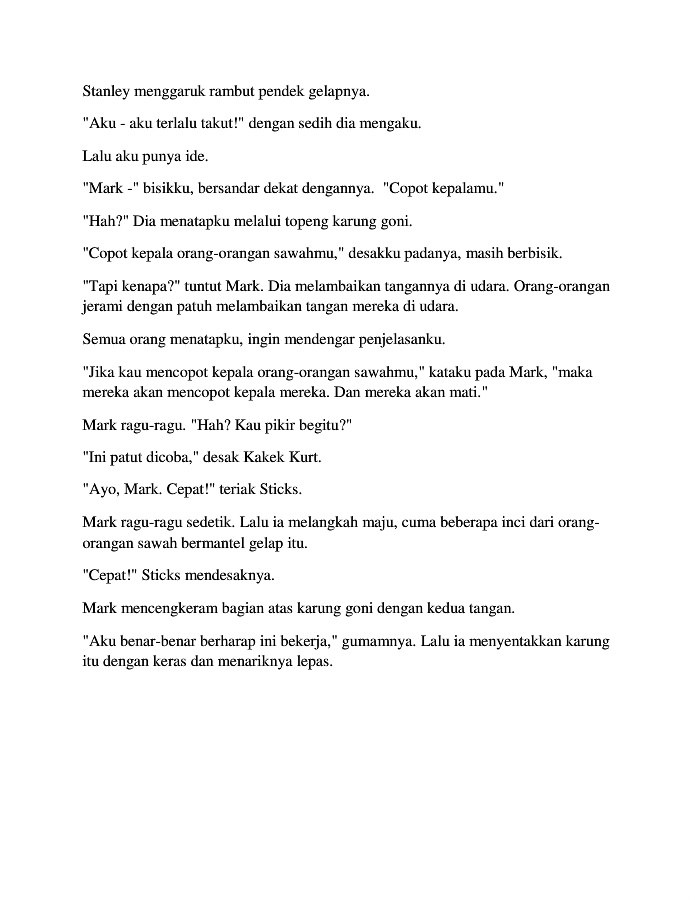 Stanley menggaruk rambut pendek gelapnya.
"Aku - aku terlalu takut!" dengan sedih dia mengaku.
Lalu aku punya ide.
"Mark -" bisikku, bersandar dekat dengannya.  "Copot kepalamu."
"Hah?" Dia menatapku melalui topeng karung goni.
"Copot kepala orang-orangan sawahmu," desakku padanya, masih berbisik.
"Tapi kenapa?" tuntut Mark. Dia melambaikan tangannya di udara. Orang-orangan
jerami dengan patuh melambaikan tangan mereka di udara.
Semua orang menatapku, ingin mendengar penjelasanku.
"Jika kau mencopot kepala orang-orangan sawahmu," kataku pada Mark, "maka
mereka akan mencopot kepala mereka. Dan mereka akan mati."
Mark ragu-ragu. "Hah? Kau pikir begitu?"
"Ini patut dicoba," desak Kakek Kurt.
"Ayo, Mark. Cepat!" teriak Sticks.
Mark ragu-ragu sedetik. Lalu ia melangkah maju, cuma beberapa inci dari orang-
orangan sawah bermantel gelap itu.
"Cepat!" Sticks mendesaknya.
Mark mencengkeram bagian atas karung goni dengan kedua tangan.
"Aku benar-benar berharap ini bekerja," gumamnya. Lalu ia menyentakkan karung
itu dengan keras dan menariknya lepas.